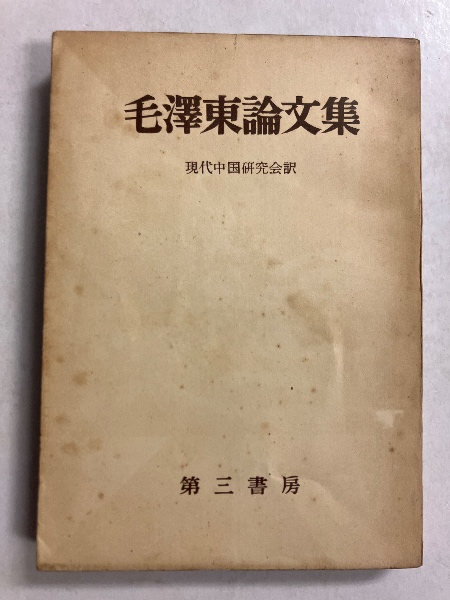 毛澤東論文集
現代中国研究会訳
第三書房